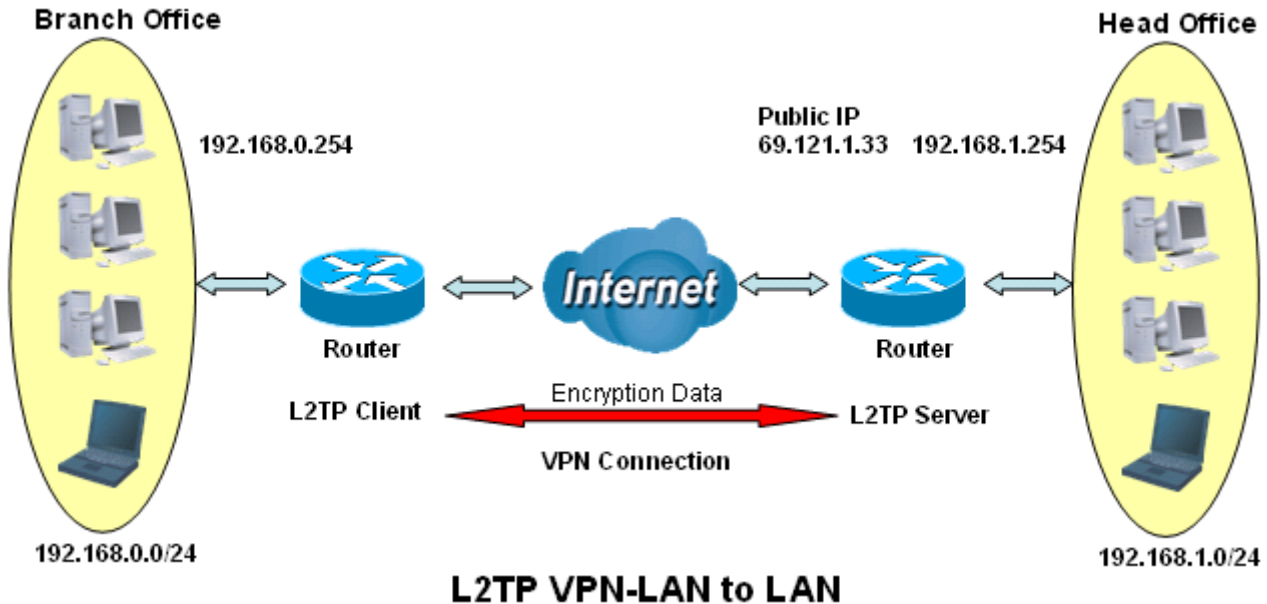 Branch Office
Head Office
192.168.0.254
Public IP
69.121.1.33 192.168.1.254
Internet
Router
Router
L2TP Client
Encryption Data
L2TP Server
VPN Connection
192.168.0.0/24
192.168.1.0/24
L2TP VPN-LAN to LAN